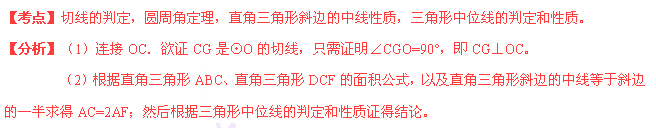 【考点】切线的判定，圆周角定理，直角三角形斜边的中线性质，三角形中位线的判定和性质。
【分析】（1）连接 OC．欲证 CG 是⊙O 的切线，只需证明∠CGO=90°，即 CG⊥OC。
（2）根据直角三角形 ABC、直角三角形 DCF 的面积公式，以及直角三角形斜边的中线等于斜边
的一半求得 AC=2AF；然后根据三角形中位线的判定和性质证得结论。